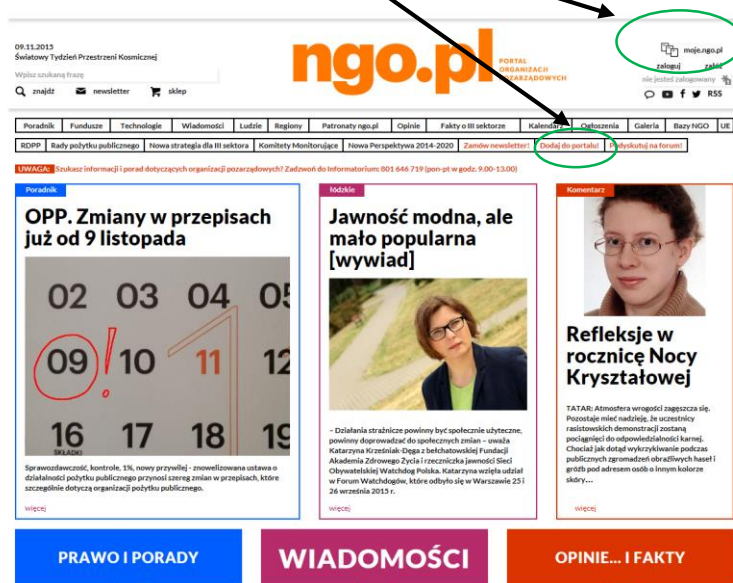 09.11.2015
Światowy Tydzień Przestrzeni Kosmicznej
Wpisz szukaną frazę
znajdź newsletter sklep
ngo.pl
PORTAL
ORGANIZACJI
POZARZĄDOWYCH
moje.ngo.pl
zaloguj załóż
nie jesteś zalogowany
RSS
Poradnik Fundusze Technologie Wiadomości Ludzie Regiony Patronaty ngo.pl Opinie Fakty o III sektorze Kalendarz Ogłoszenia Galeria Bazy NGO UE
RDPP Rady pożytku publicznego Nowa strategia dla III sektora Komitety Monitorujące Nowa Perspektywa 2014-2020 Zamów newsletter! Dodaj do portalu! Podyskutuj na forum!
UWAGA: Szukasz informacji i porad dotyczących organizacji pozarządowych? Zadzwoń do Informatorium: 801 646 719 (pon-pt w godz. 9.00-13.00)
Poradnik
OPP. Zmiany w przepisach
już od 9 listopada
02 03 04 05
09 ! 10 11 12
16 17 18 19
SKŁADKI
Sprawozdawczość, kontrole, 1%, nowy przywilej - znowelizowana ustawa o
działalności pożytku publicznego przynosi szereg zmian w przepisach, które
szczególnie dotyczą organizacji pożytku publicznego.
więcej
łódzkie
Jawność modna, ale
mało popularna
[wywiad]
– Działania strażnicze powinny być społecznie użyteczne,
powinny doprowadzać do społecznych zmian – uważa
Katarzyna Krześniak-Dęga z bełchatowskiej Fundacji
Akademia Zdrowego Życia i rzeczniczka jawności Sieci
Obywatelskiej Watchdog Polska. Katarzyna wzięła udział
w Forum Watchdogów, które odbyło się w Warszawie 25 i
26 września 2015 r.
więcej
Komentarz
Refleksje w
rocznicę Nocy
Kryształowej
TATAR: Atmosfera wrogości zagęszcza się.
Pozostaje mieć nadzieję, że uczestnicy
rasistowskich demonstracji zostaną
pociągnięci do odpowiedzialności karnej.
Chociaż jak dotąd wykrzykiwanie podczas
publicznych zgromadzeń obraźliwych haseł i
gróźb pod adresem osób o innym kolorze
skóry...
więcej
PRAWO I PORADY
WIADOMOŚCI
OPINIE... I FAKTY